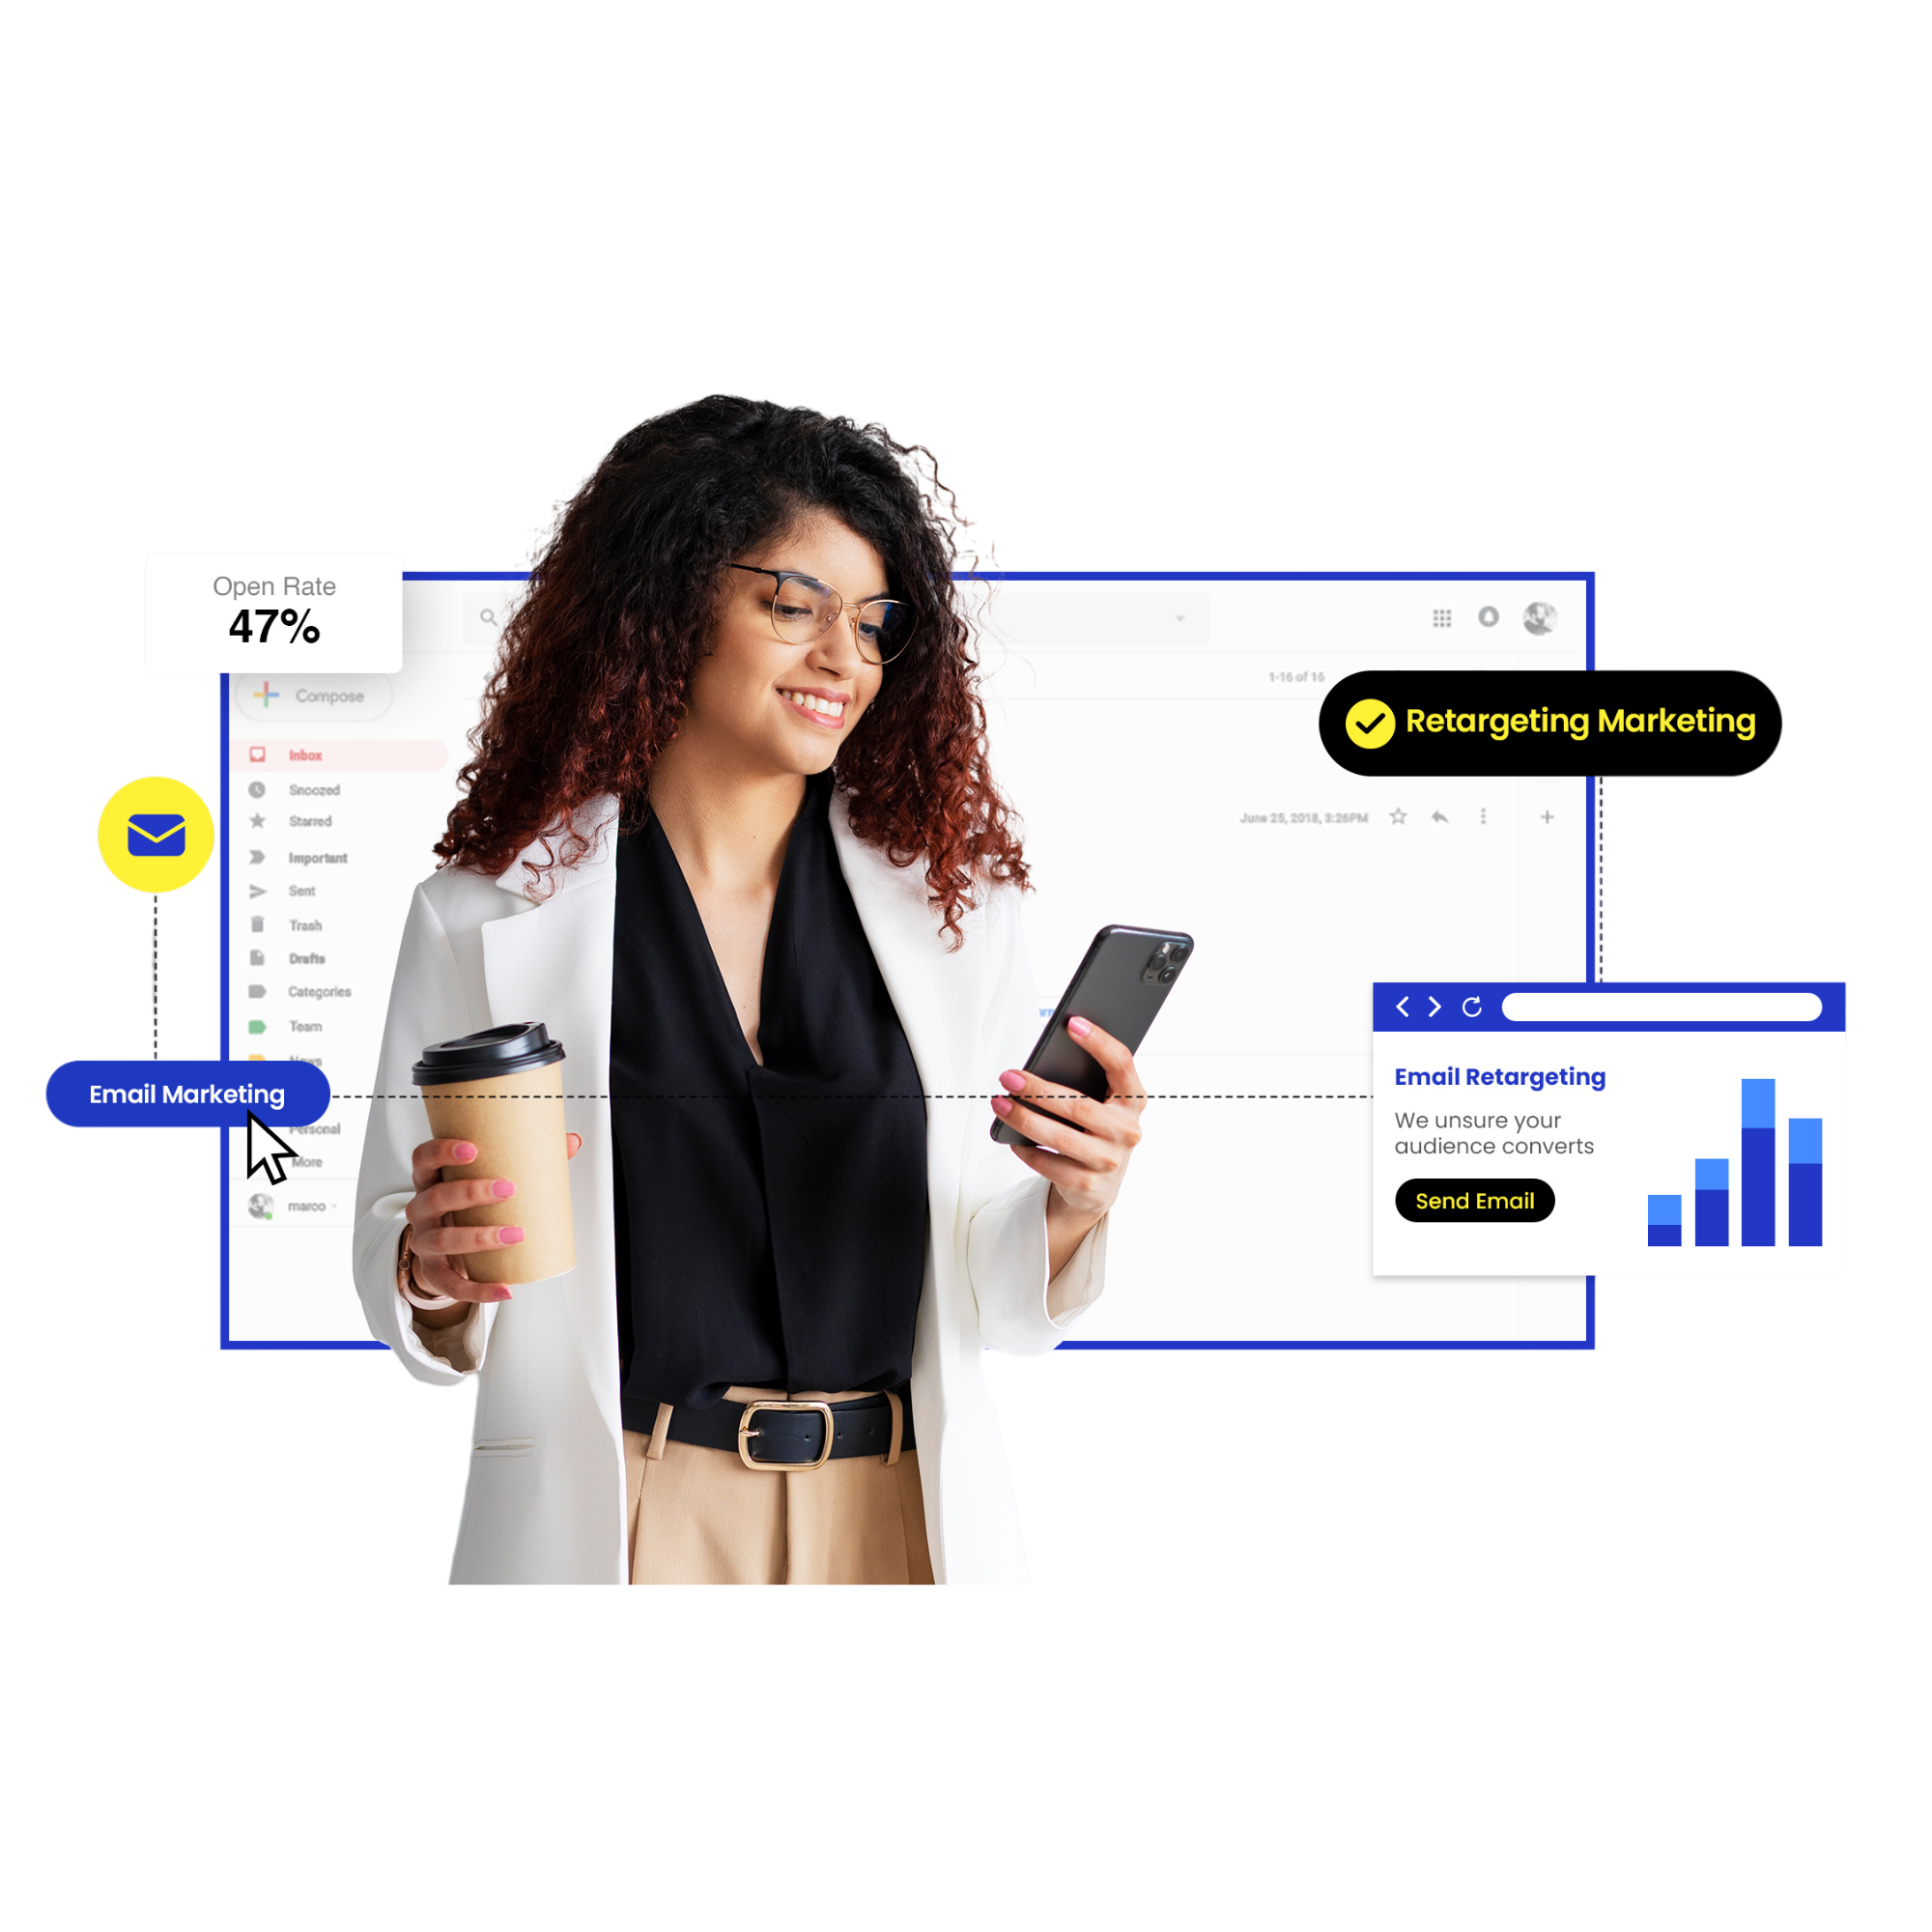 Open Rate
47%
Compose
1-16 of 16
Retargeting Marketing
Inbox
Snoozed
Starred
June 25, 2018, 3:26PM
Important
Sent
Trash
Drafts
Categories
Team
News
Email Marketing
Personal
More
marco
Email Retargeting
We unsure your
audience converts
Send Email